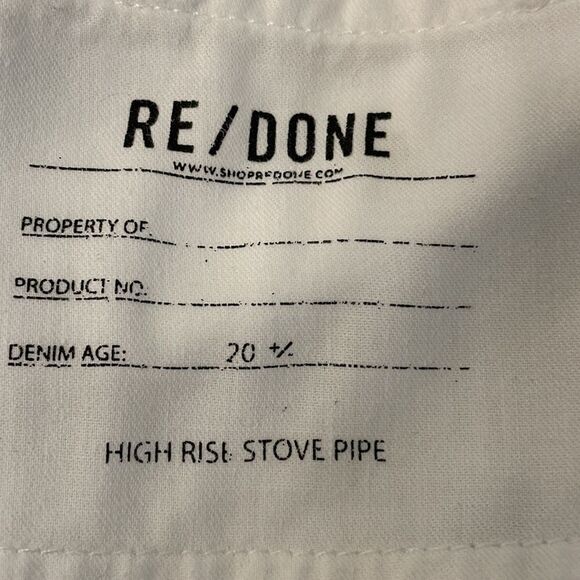 RE/DONE
WWW.SHOPREDONE.COM
PROPERTY OF.
PRODUCT NO.
DENIM AGE: 20 +/-
HIGH RISE STOVE PIPE